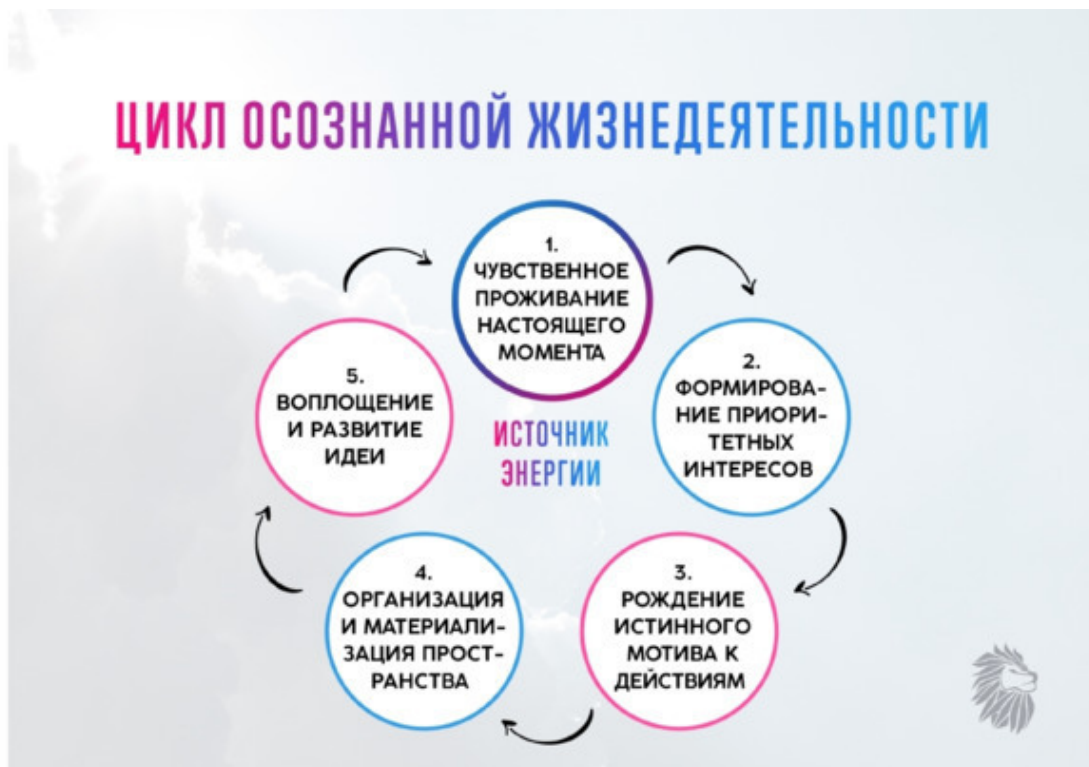 ЦИКЛ ОСОЗНАННОЙ ЖИЗНЕДЕЯТЕЛЬНОСТИ
1.
ЧУВСТВЕННОЕ
ПРОЖИВАНИЕ
НАСТОЯЩЕГО
МОМЕНТА
2.
ФОРМИРОВА-
НИЕ ПРИОРИ-
ТЕТНЫХ
ИНТЕРЕСОВ
3.
РОЖДЕНИЕ
ИСТИННОГО
МОТИВА К
ДЕЙСТВИЯМ
4.
ОРГАНИЗАЦИЯ
И МАТЕРИАЛИ-
ЗАЦИЯ ПРОСТ-
РАНСТВА
5.
ВОПЛОЩЕНИЕ
И РАЗВИТИЕ
ИДЕИ
ИСТОЧНИК
ЭНЕРГИИ